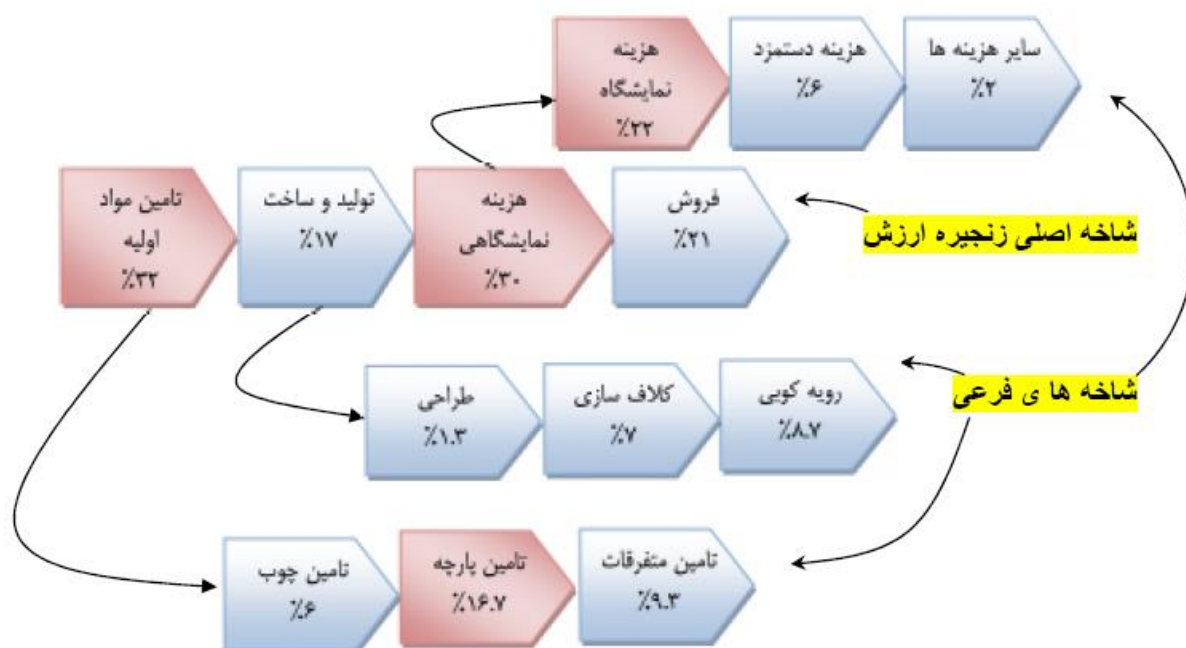 هزینه
نمایشگاه
٪۲۲
هزینه دستمزد
٪۶
سایر هزینه ها
٪۲
تامین مواد
اولیه
٪۳۲
تولید و ساخت
٪۱۷
هزینه
نمایشگاهی
٪۳۰
فروش
٪۲۱
شاخه اصلی زنجیره ارزش
طراحی
٪۱.۳
کلاف سازی
٪۷
رویه کوبی
٪۸.۷
شاخه ها ی فرعی
تامین چوب
٪۶
تامین پارچه
٪۱۶.۷
تامین متفرقات
٪۹.۳